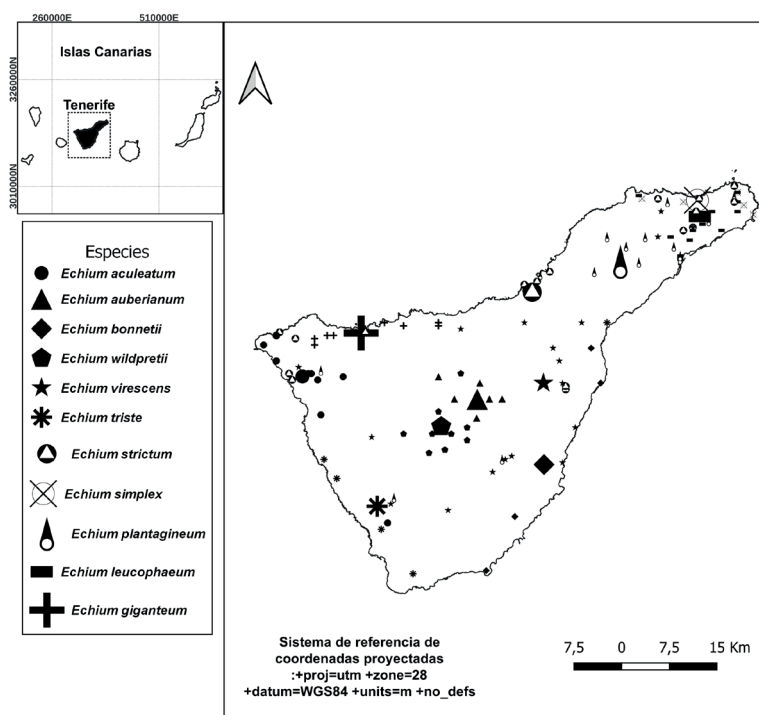 260000E 510000E
3260000N
3010000N
Islas Canarias
Tenerife
Especies
Echium aculeatum
Echium auberianum
Echium bonnetii
Echium wildpretii
Echium virescens
Echium triste
Echium strictum
Echium simplex
Echium plantagineum
Echium leucophaeum
Echium giganteum
Sistema de referencia de
coordenadas proyectadas
:+proj=utm +zone=28
+datum=WGS84 +units=m +no_defs
7,5 0 7,5 15 Km